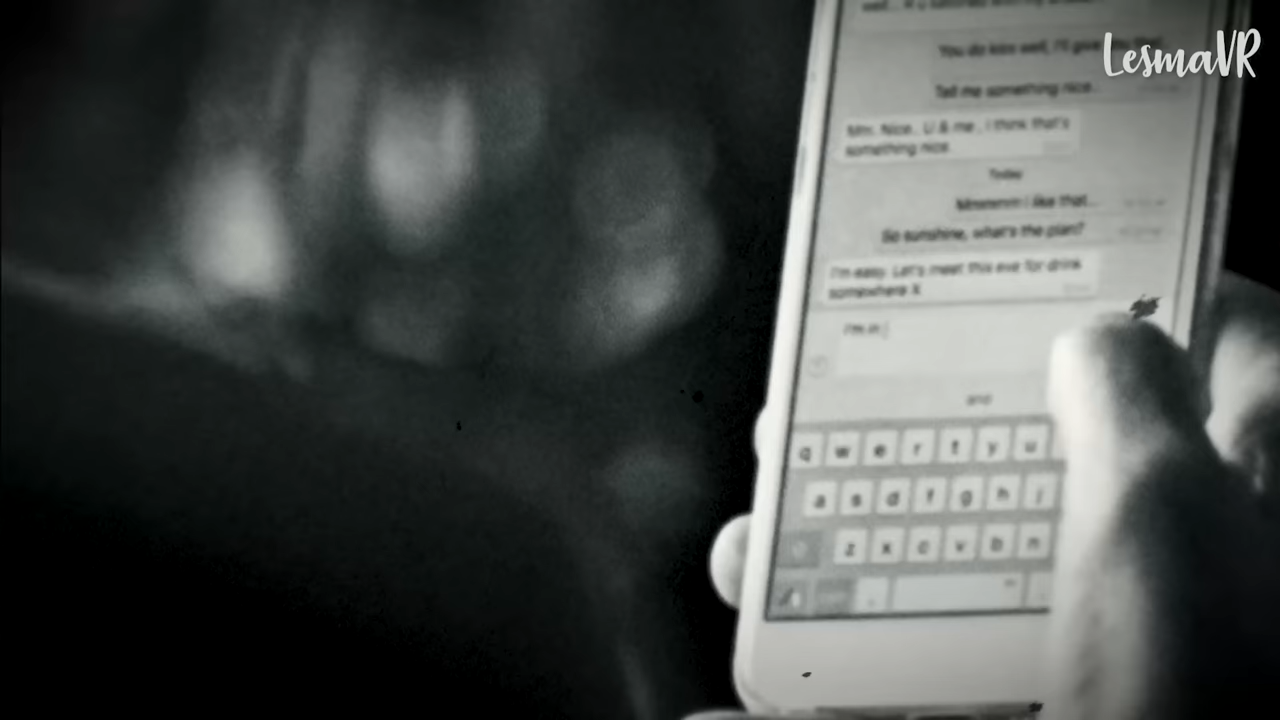 LesmaVR
You do kiss well, I'll give you that
Tell me something nice..
Mm. Nice.. U & me , I think that's
something nice
Today
Mmmmm I like that...
So sunshine, what's the plan?
I'm easy. Let's meet this eve for drink
somewhere X
I'm in
and
q w e r t y u
a s d f g h j
z x c v b n